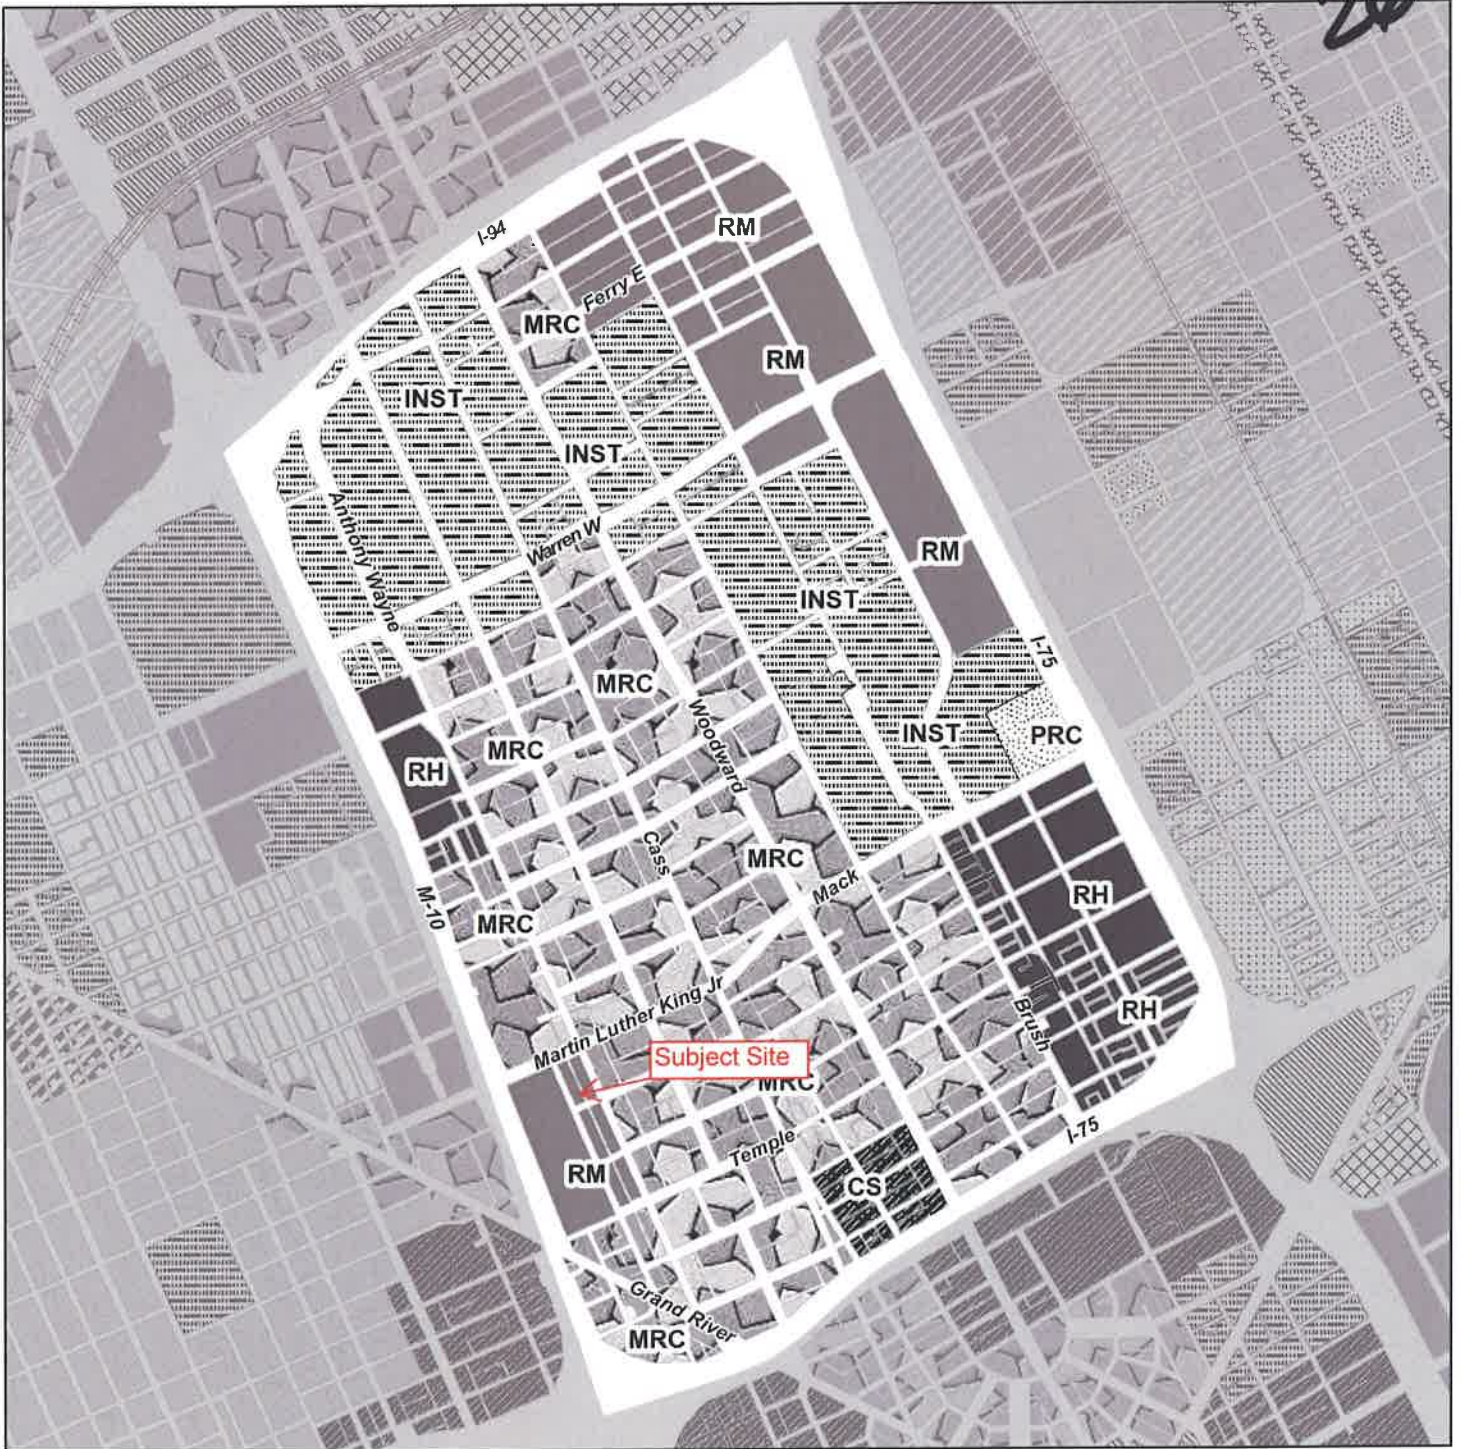 RM
I-94
Ferry E
MRC
RM
INST
INST
Anthony Wayne
Warren W
RM
INST
I-75
MRC
Woodward
INST
PRC
MRC
RH
Cass
MRC
Mack
RH
M-10
MRC
Martin Luther King Jr
Brush
RH
Subject Site
MRC
I-75
Temple
RM
CS
Grand River
MRC